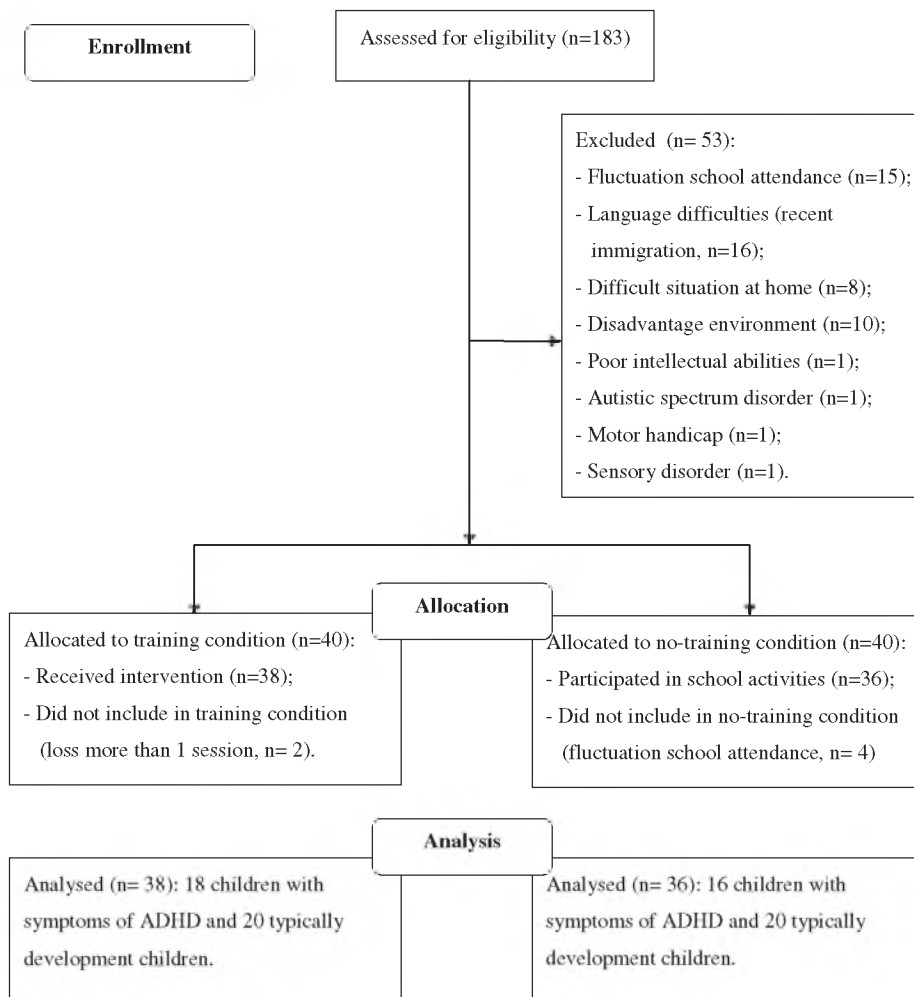 Enrollment
Assessed for eligibility (n=183)
Excluded (n= 53):
- Fluctuation school attendance (n=15);
- Language difficulties (recent
immigration, n=16);
- Difficult situation at home (n=8);
- Disadvantage environment (n=10);
- Poor intellectual abilities (n=1);
- Autistic spectrum disorder (n=1);
- Motor handicap (n=1);
- Sensory disorder (n=1).
Allocation
Allocated to training condition (n=40):
- Received intervention (n=38);
- Did not include in training condition
(loss more than 1 session, n= 2).
Allocated to no-training condition (n=40):
- Participated in school activities (n=36);
- Did not include in no-training condition
(fluctuation school attendance, n= 4)
Analysis
Analysed (n= 38): 18 children with
symptoms of ADHD and 20 typically
development children.
Analysed (n= 36): 16 children with
symptoms of ADHD and 20 typically
development children.